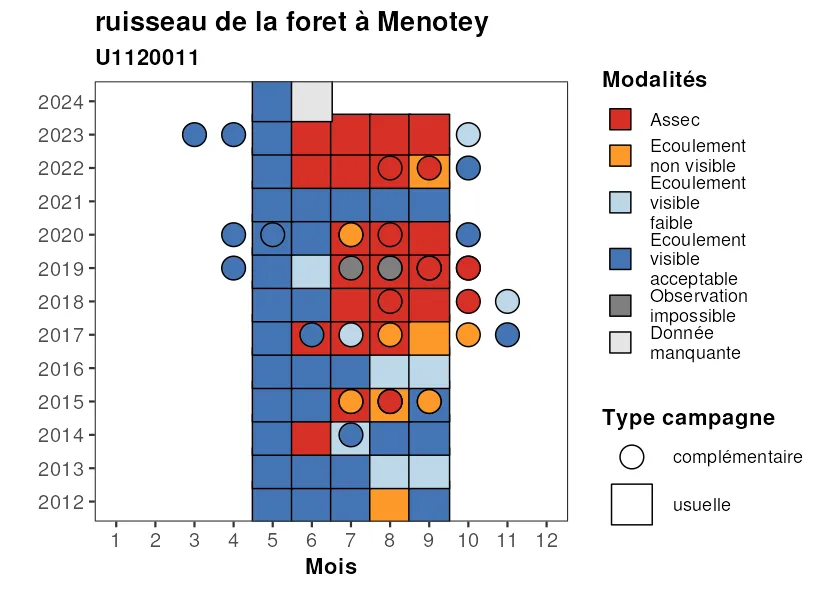 ruisseau de la foret à Menotey
U1120011
2024
2023
2022
2021
2020
2019
2018
2017
2016
2015
2014
2013
2012
1 2 3 4 5 6 7 8 9 10 11 12
Mois
Modalités
Assec
Ecoulement
non visible
Ecoulement
visible
faible
Ecoulement
visible
acceptable
Observation
impossible
Donnée
manquante
Type campagne
complémentaire
usuelle